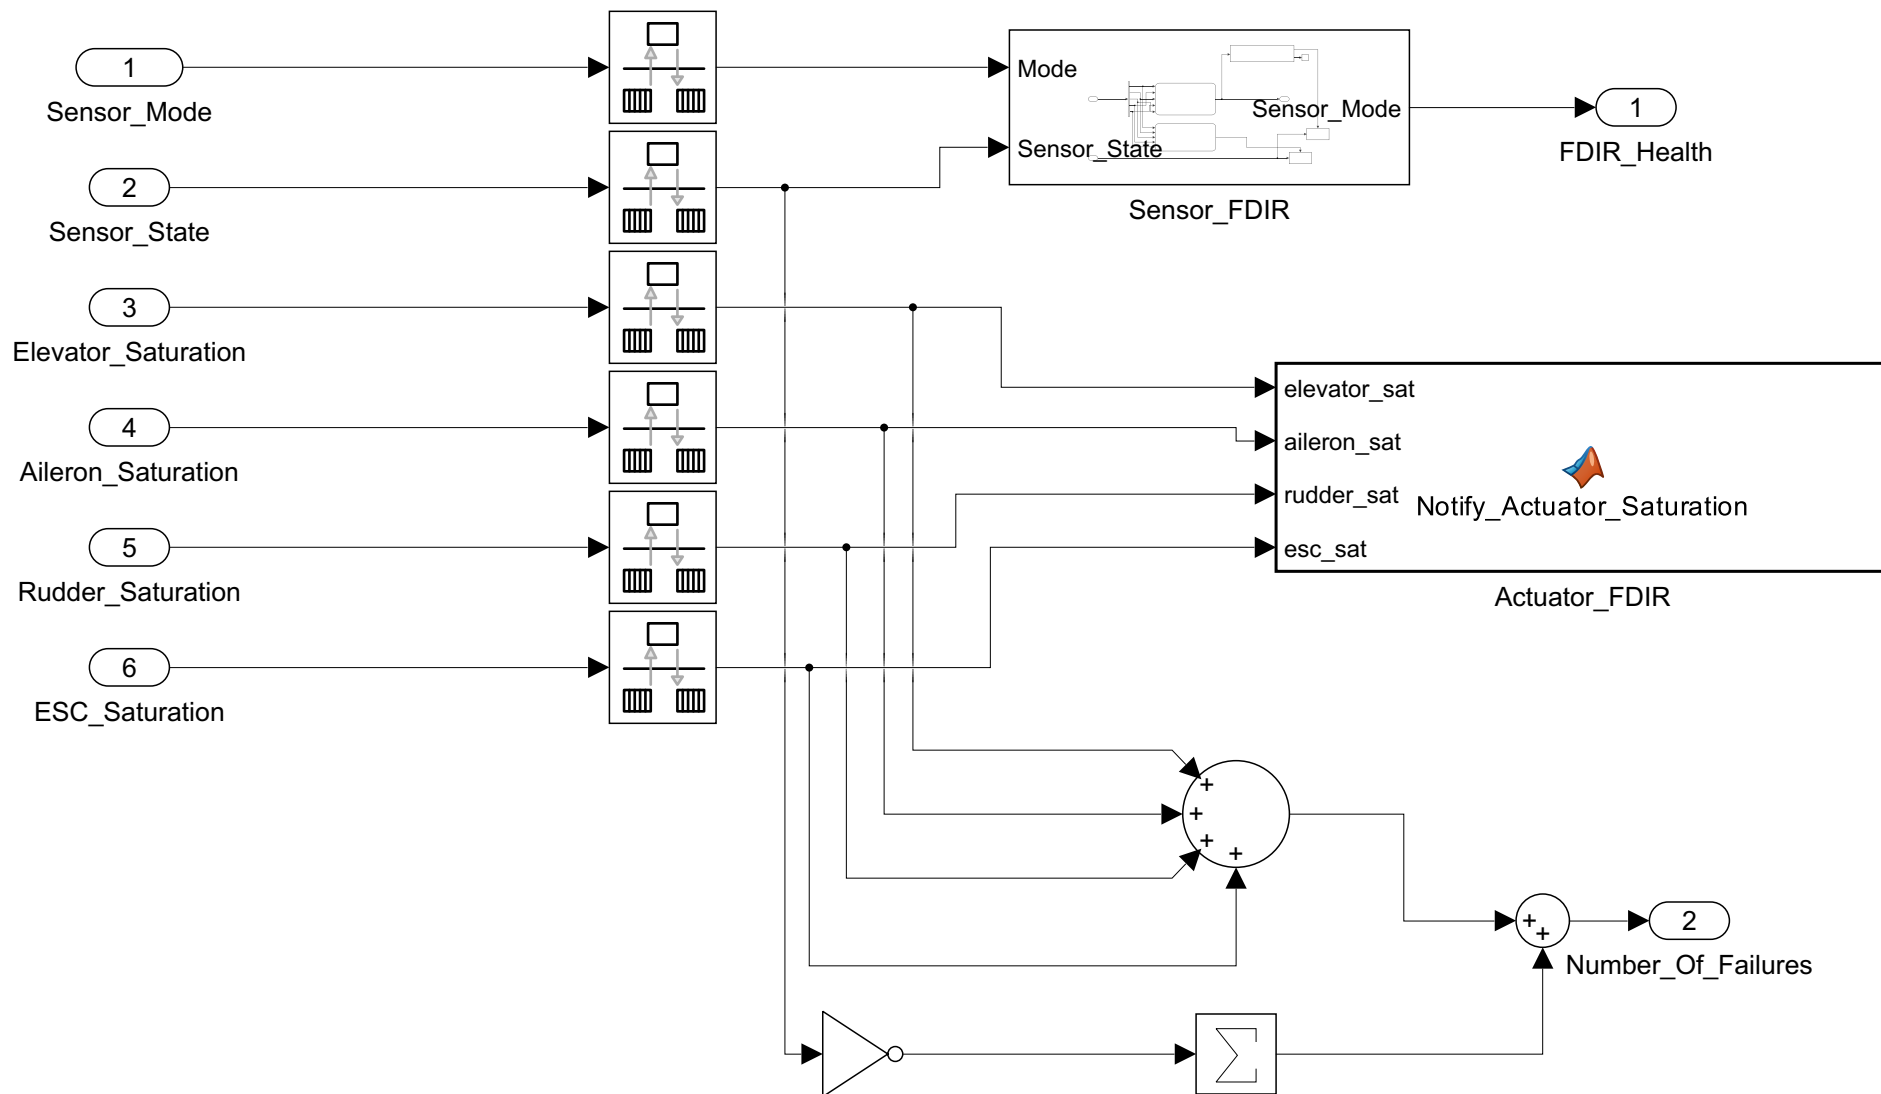 1
Sensor_Mode
2
Sensor_State
3
Elevator_Saturation
4
Aileron_Saturation
5
Rudder_Saturation
6
ESC_Saturation
Mode
Sensor_State
Sensor_Mode
Sensor_FDIR
1
FDIR_Health
elevator_sat
aileron_sat
rudder_sat
esc_sat
Notify_Actuator_Saturation
Actuator_FDIR
+
+
+
+
+
+
2
Number_Of_Failures
Σ